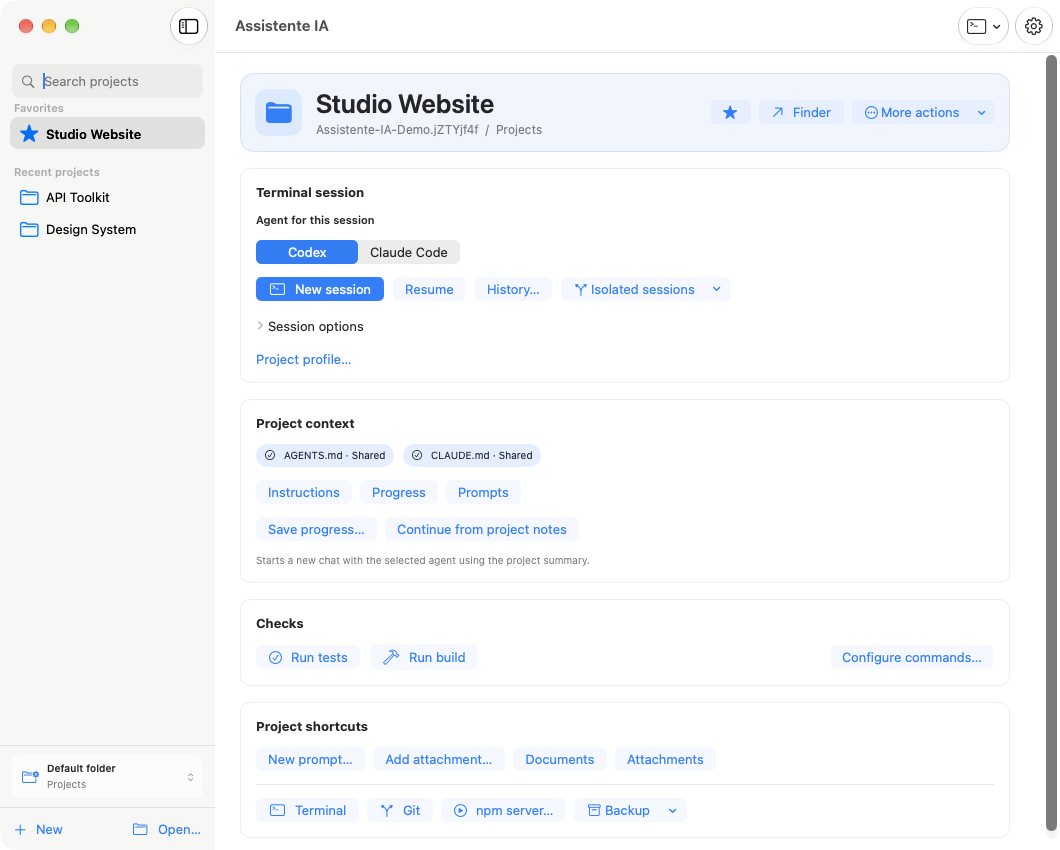 Assistente IA
Search projects
Favorites
Studio Website
Recent projects
API Toolkit
Design System
Default folder
Projects
New
Open...
Studio Website
Assistente-IA-Demo.jZTYjf4f / Projects
Finder
More actions
Terminal session
Agent for this session
Codex
Claude Code
New session
Resume
History...
Isolated sessions
Session options
Project profile...
Project context
AGENTS.md · Shared
CLAUDE.md · Shared
Instructions
Progress
Prompts
Save progress...
Continue from project notes
Starts a new chat with the selected agent using the project summary.
Checks
Run tests
Run build
Configure commands...
Project shortcuts
New prompt...
Add attachment...
Documents
Attachments
Terminal
Git
npm server...
Backup